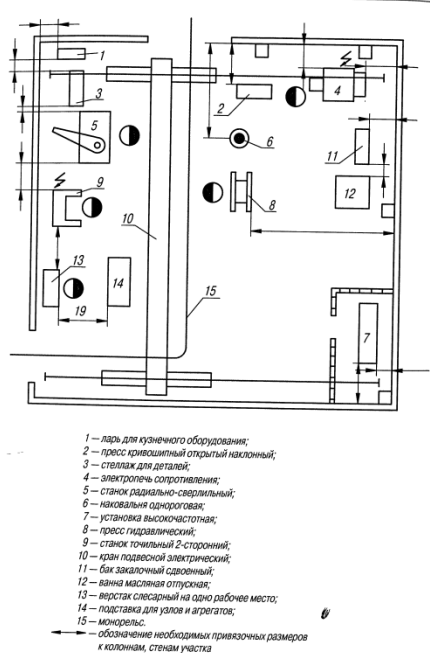 1
2
3
4
5
6
11
12
9
8
10
13
14
19
15
7
1 — ларь для кузнечного оборудования;
2 — пресс кривошипный открытый наклонный;
3 — стеллаж для деталей;
4 — электропечь сопротивления;
5 — станок радиально-сверлильный;
6 — наковальня однорогая;
7 — установка высокочастотная;
8 — пресс гидравлический;
9 — станок точильный 2-сторонний;
10 — кран подвесной электрический;
11 — бак закалочный сдвоенный;
12 — ванна масляная отпускная;
13 — верстак слесарный на одно рабочее место;
14 — подставка для узлов и агрегатов;
15 — монорельс.
— обозначение необходимых привязочных размеров
к колоннам, стенам участка